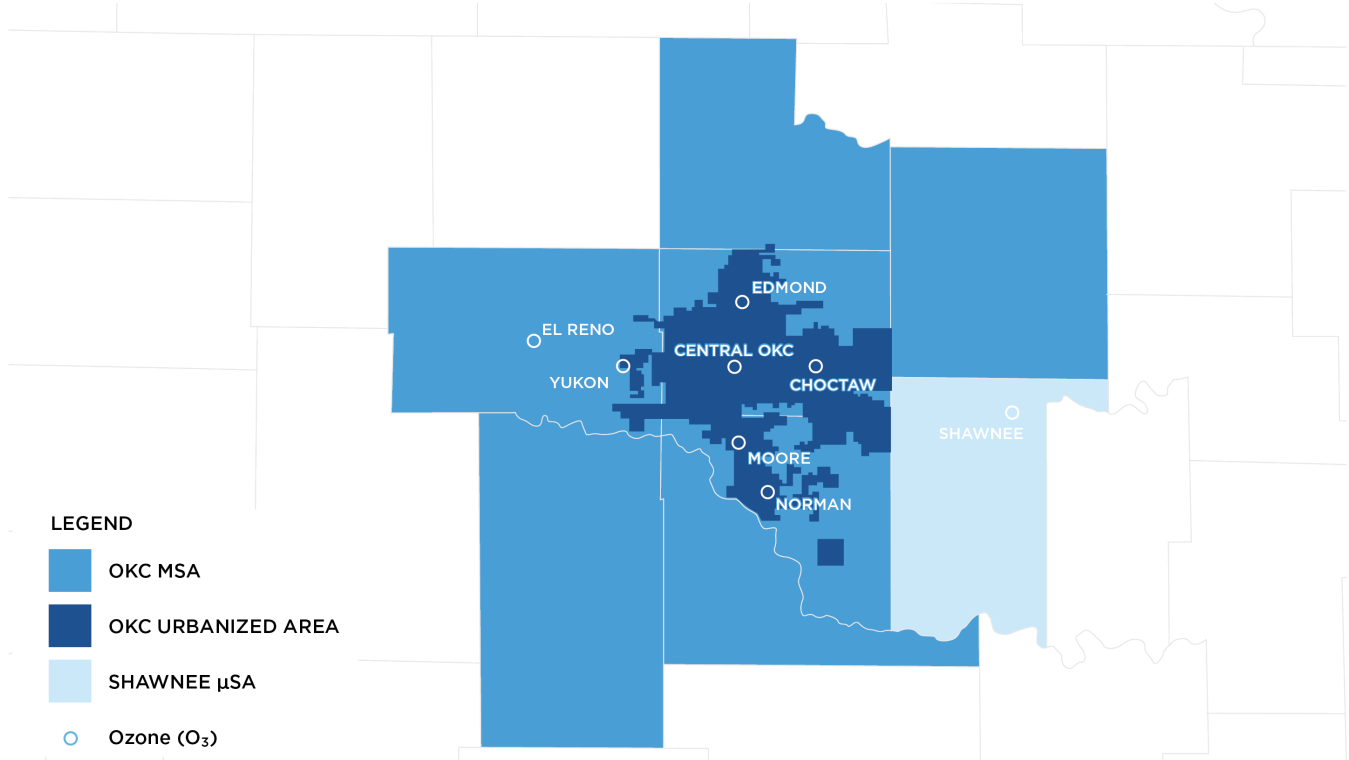 EDMOND
EL RENO
CENTRAL OKC
YUKON
CHOCTAW
SHAWNEE
MOORE
NORMAN
LEGEND
OKC MSA
OKC URBANIZED AREA
SHAWNEE µSA
Ozone (O₃)